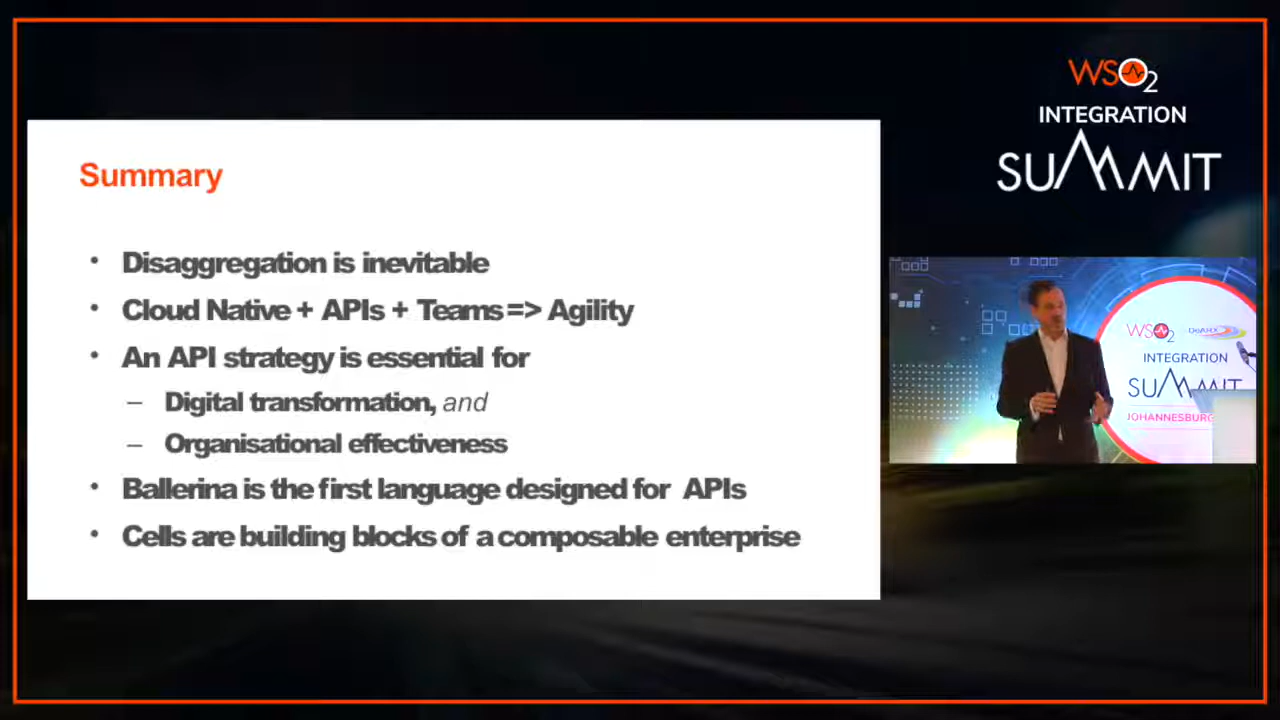 WSO2
INTEGRATION
SUMMIT
Summary
• Disaggregation is inevitable
• Cloud Native + APIs + Teams => Agility
• An API strategy is essential for
– Digital transformation, and
– Organisational effectiveness
• Ballerina is the first language designed for APIs
• Cells are building blocks of a composable enterprise
WSO2
INTEGRATION
SUMMIT
JOHANNESBURG